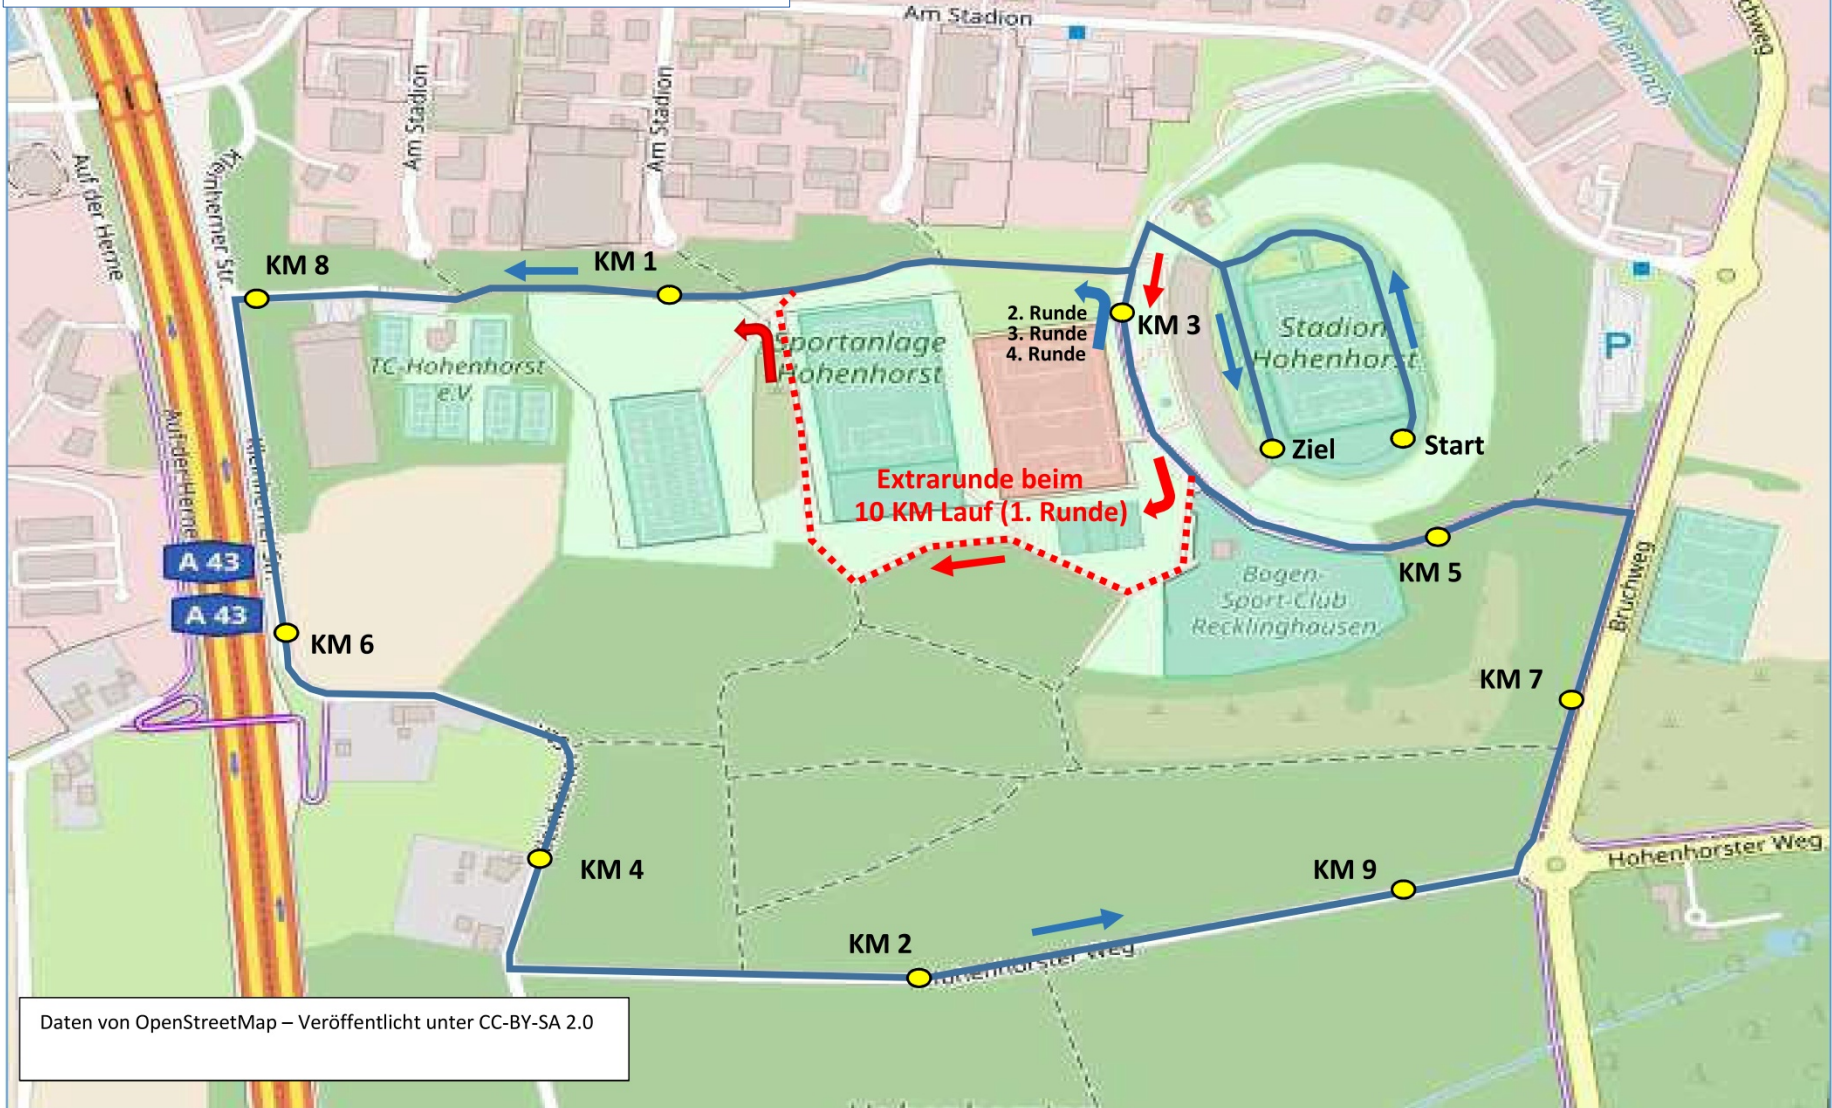 Am Stadion
Mühlenbach
Am Stadion
Am Stadion
Auf der Herne
Kleinherner Str.
KM 8
KM 1
2. Runde
3. Runde
4. Runde
KM 3
Stadion
Hohenhorst
P
Sportanlage
Hohenhorst
TC-Hohenhorst
e.V.
Ziel
Start
Auf der Herne
Extrarunde beim
10 KM Lauf (1. Runde)
A 43
A 43
KM 5
Bogen-
Sport-Club
Recklinghausen
Bruchweg
KM 6
KM 7
KM 4
KM 9
Hohenhorster Weg
KM 2
Hohenhorster Weg
Daten von OpenStreetMap – Veröffentlicht unter CC-BY-SA 2.0